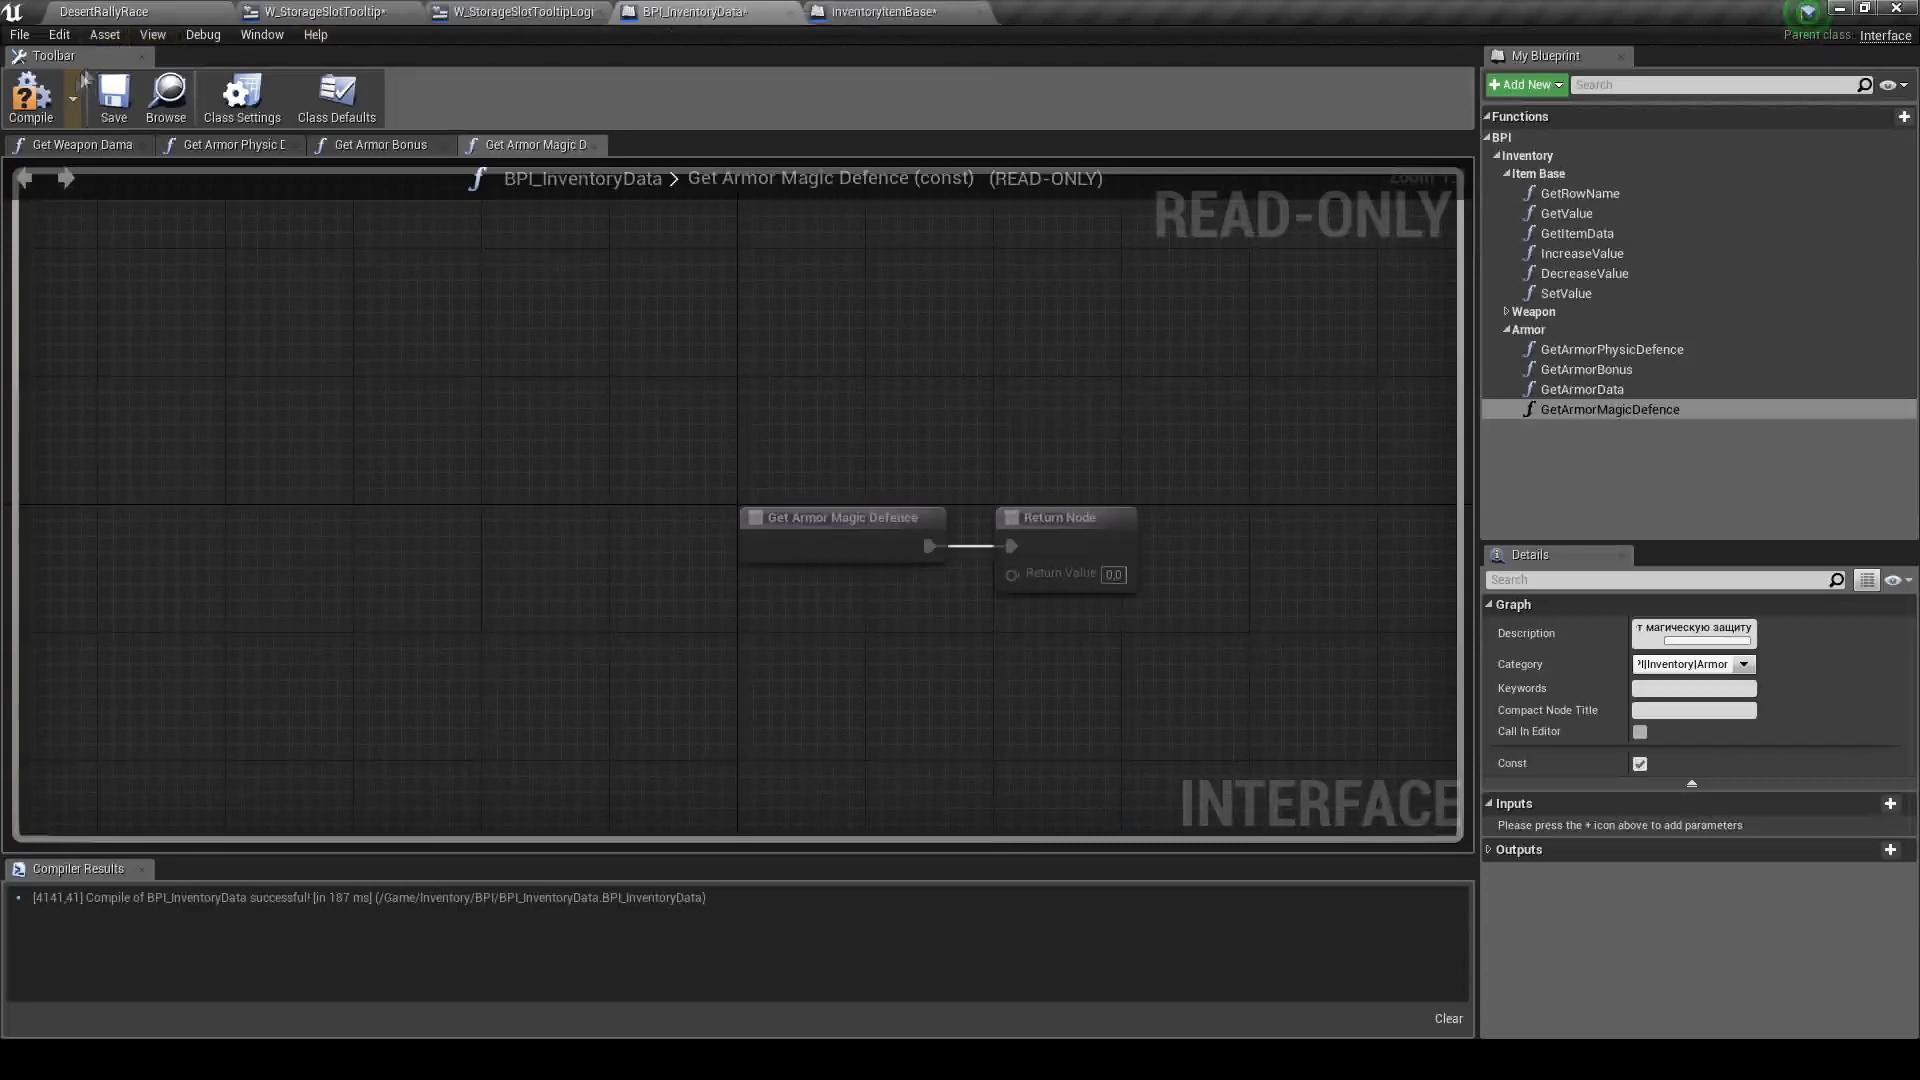 DesertRallyRace
W_StorageSlotTooltip*
W_StorageSlotTooltipLogi
BPI_InventoryData*
InventoryItemBase*
File
Edit
Asset
View
Debug
Window
Help
Parent class: Interface
Toolbar
Compile
Save
Browse
Class Settings
Class Defaults
Get Weapon Dama
Get Armor Physic D
Get Armor Bonus
Get Armor Magic D
BPI_InventoryData > Get Armor Magic Defence (const) (READ-ONLY)
READ-ONLY
Get Armor Magic Defence
Return Node
Return Value 0,0
INTERFACE
Compiler Results
[4141,41] Compile of BPI_InventoryData successful! [in 187 ms] (/Game/Inventory/BPI/BPI_InventoryData.BPI_InventoryData)
Clear
My Blueprint
Add New
Search
Functions
BPI
Inventory
Item Base
GetRowName
GetValue
GetItemData
IncreaseValue
DecreaseValue
SetValue
Weapon
Armor
GetArmorPhysicDefence
GetArmorBonus
GetArmorData
GetArmorMagicDefence
Details
Search
Graph
Description т магическую защиту
Category PI|Inventory|Armor
Keywords
Compact Node Title
Call In Editor
Const
Inputs
Please press the + icon above to add parameters
Outputs